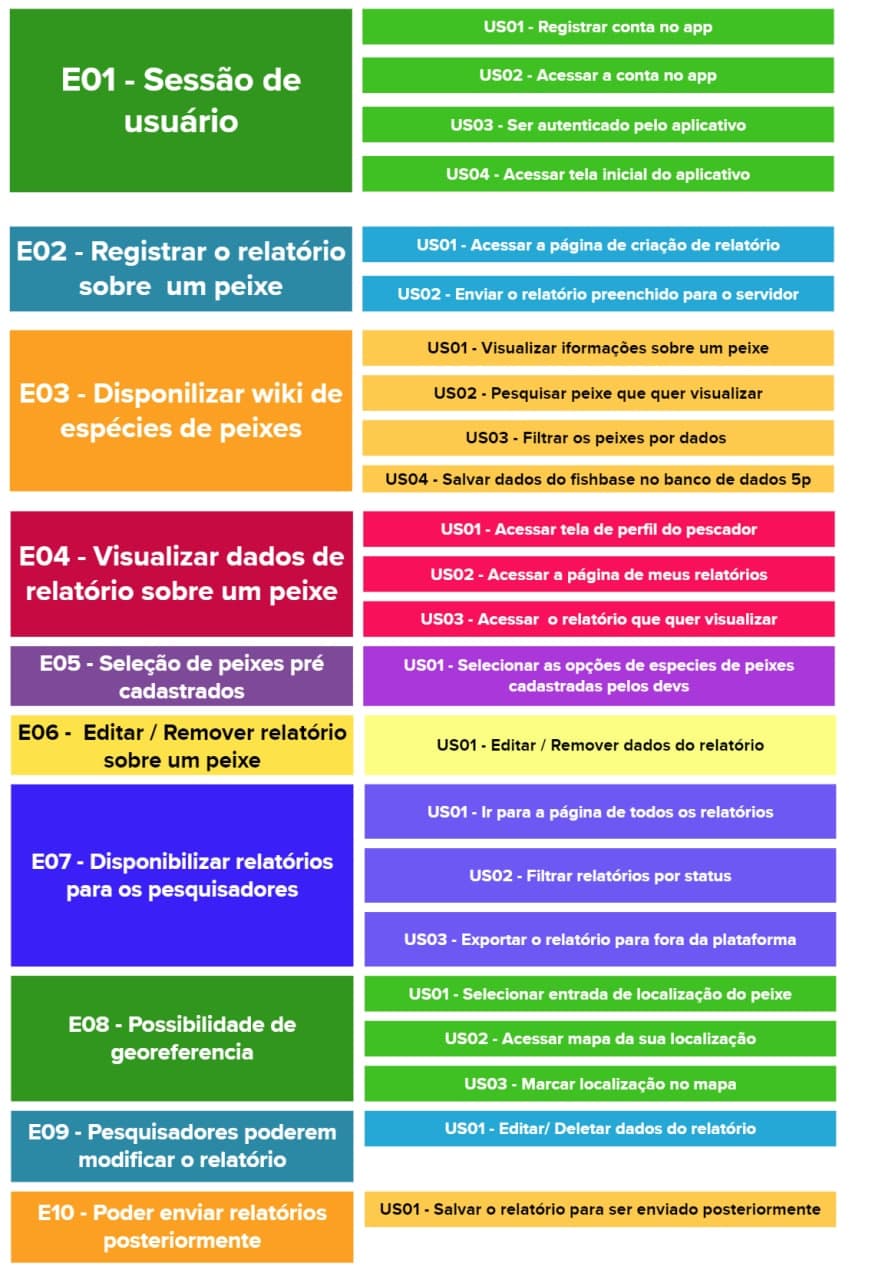 E01 - Sessão de
usuário
US01 - Registrar conta no app
US02 - Acessar a conta no app
US03 - Ser autenticado pelo aplicativo
US04 - Acessar tela inicial do aplicativo
E02 - Registrar o relatório
sobre um peixe
US01 - Acessar a página de criação de relatório
US02 - Enviar o relatório preenchido para o servidor
E03 - Disponilizar wiki de
espécies de peixes
US01 - Visualizar iformações sobre um peixe
US02 - Pesquisar peixe que quer visualizar
US03 - Filtrar os peixes por dados
US04 - Salvar dados do fishbase no banco de dados 5p
E04 - Visualizar dados de
relatório sobre um peixe
US01 - Acessar tela de perfil do pescador
US02 - Acessar a página de meus relatórios
US03 - Acessar o relatório que quer visualizar
E05 - Seleção de peixes pré
cadastrados
US01 - Selecionar as opções de especies de peixes
cadastradas pelos devs
E06 - Editar / Remover relatório
sobre um peixe
US01 - Editar / Remover dados do relatório
E07 - Disponibilizar relatórios
para os pesquisadores
US01 - Ir para a página de todos os relatórios
US02 - Filtrar relatórios por status
US03 - Exportar o relatório para fora da plataforma
E08 - Possibilidade de
georeferencia
US01 - Selecionar entrada de localização do peixe
US02 - Acessar mapa da sua localização
US03 - Marcar localização no mapa
E09 - Pesquisadores poderem
modificar o relatório
US01 - Editar/ Deletar dados do relatório
E10 - Poder enviar relatórios
posteriormente
US01 - Salvar o relatório para ser enviado posteriormente